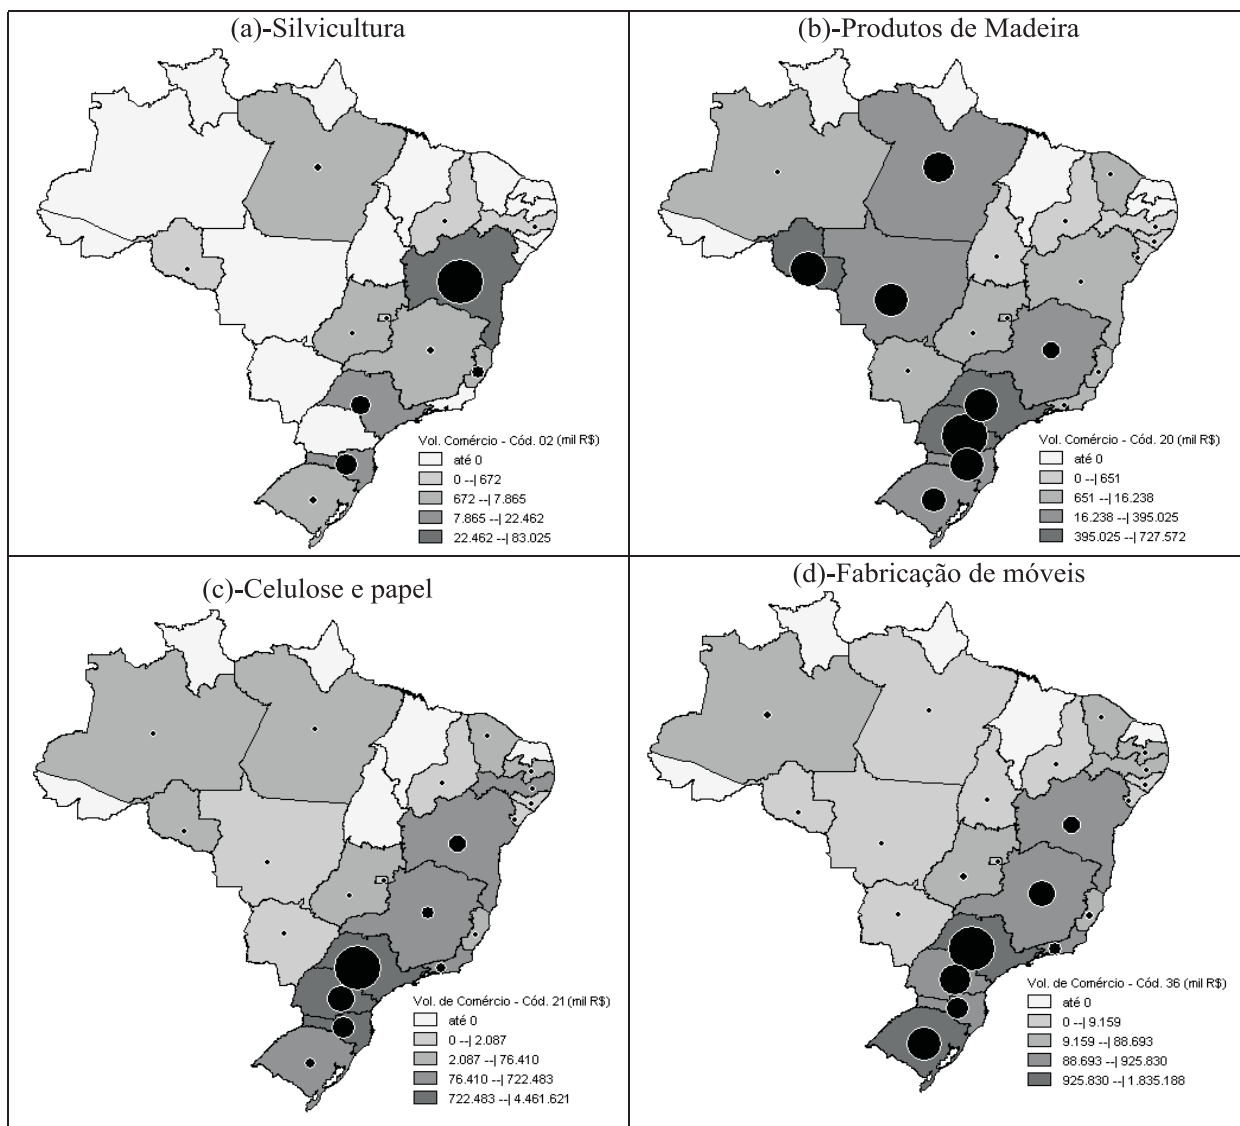 (a)-Silvicultura
Vol. Comércio - Cód. 02 (mil R$)
até 0
0 --| 672
672 --| 7.865
7.865 --| 22.462
22.462 --| 83.025
(b)-Produtos de Madeira
Vol. Comércio - Cód. 20 (mil R$)
até 0
0 --| 651
651 --| 16.238
16.238 --| 395.025
395.025 --| 727.572
(c)-Celulose e papel
Vol. de Comércio - Cód. 21 (mil R$)
até 0
0 --| 2.087
2.087 --| 76.410
76.410 --| 722.483
722.483 --| 4.461.621
(d)-Fabricação de móveis
Vol. de Comércio - Cód. 36 (mil R$)
até 0
0 --| 9.159
9.159 --| 88.693
88.693 --| 925.830
925.830 --| 1.835.188